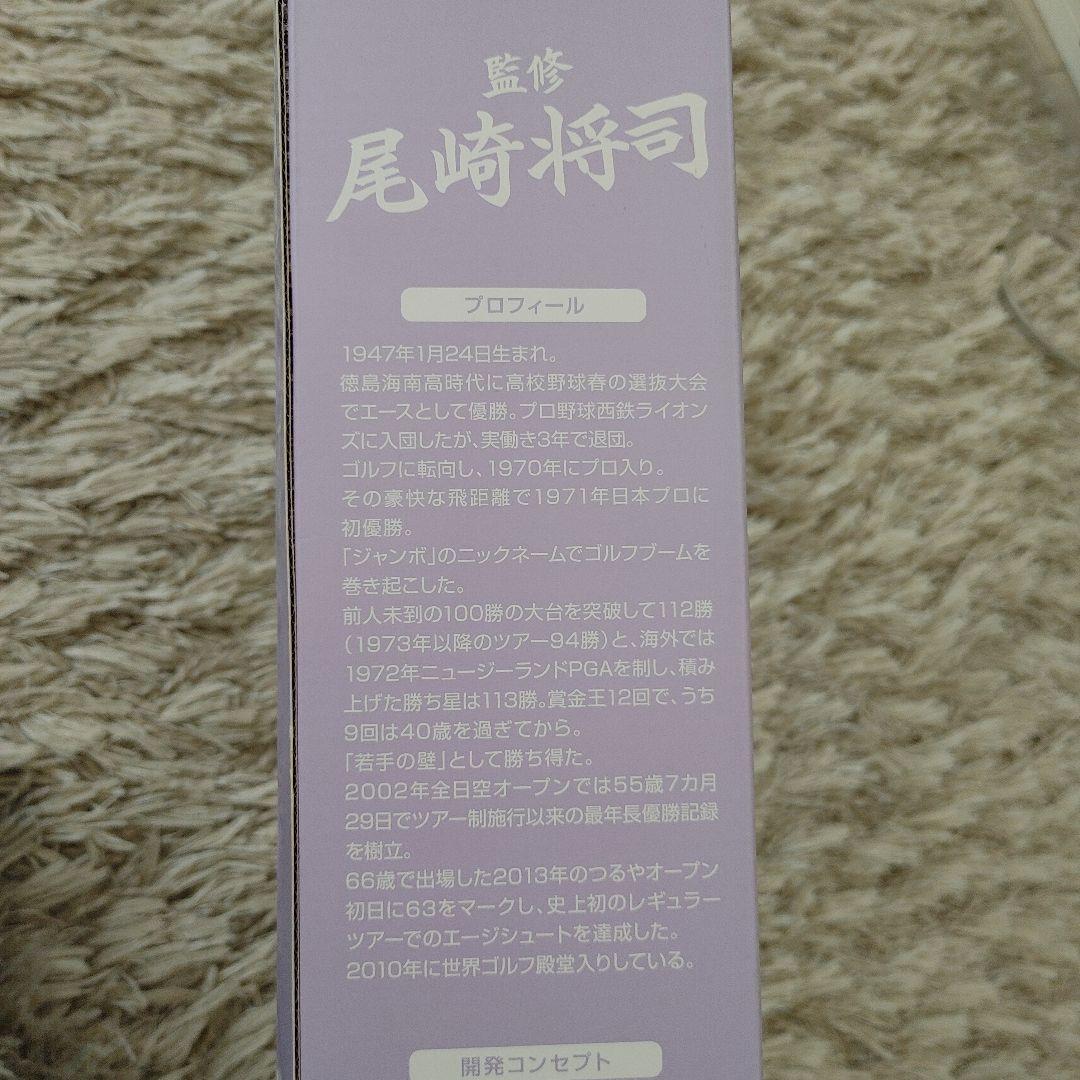 監修
尾崎将司
プロフィール
1947年1月24日生まれ。
徳島海南高時代に高校野球春の選抜大会
でエースとして優勝。プロ野球西鉄ライオン
ズに入団したが、実働き3年で退団。
ゴルフに転向し、1970年にプロ入り。
その豪快な飛距離で1971年日本プロに
初優勝。
「ジャンボ」のニックネームでゴルフブームを
巻き起こした。
前人未到の100勝の大台を突破して112勝
(1973年以降のツアー94勝)と、海外では
1972年ニュージーランドPGAを制し、積み
上げた勝ち星は113勝。賞金王12回で、うち
9回は40歳を過ぎてから。
「若手の壁」として勝ち得た。
2002年全日空オープンでは55歳7カ月
29日でツアー制施行以来の最年長優勝記録
を樹立。
66歳で出場した2013年のつるやオープン
初日に63をマークし、史上初のレギュラー
ツアーでのエージシュートを達成した。
2010年に世界ゴルフ殿堂入りしている。
開発コンセプト